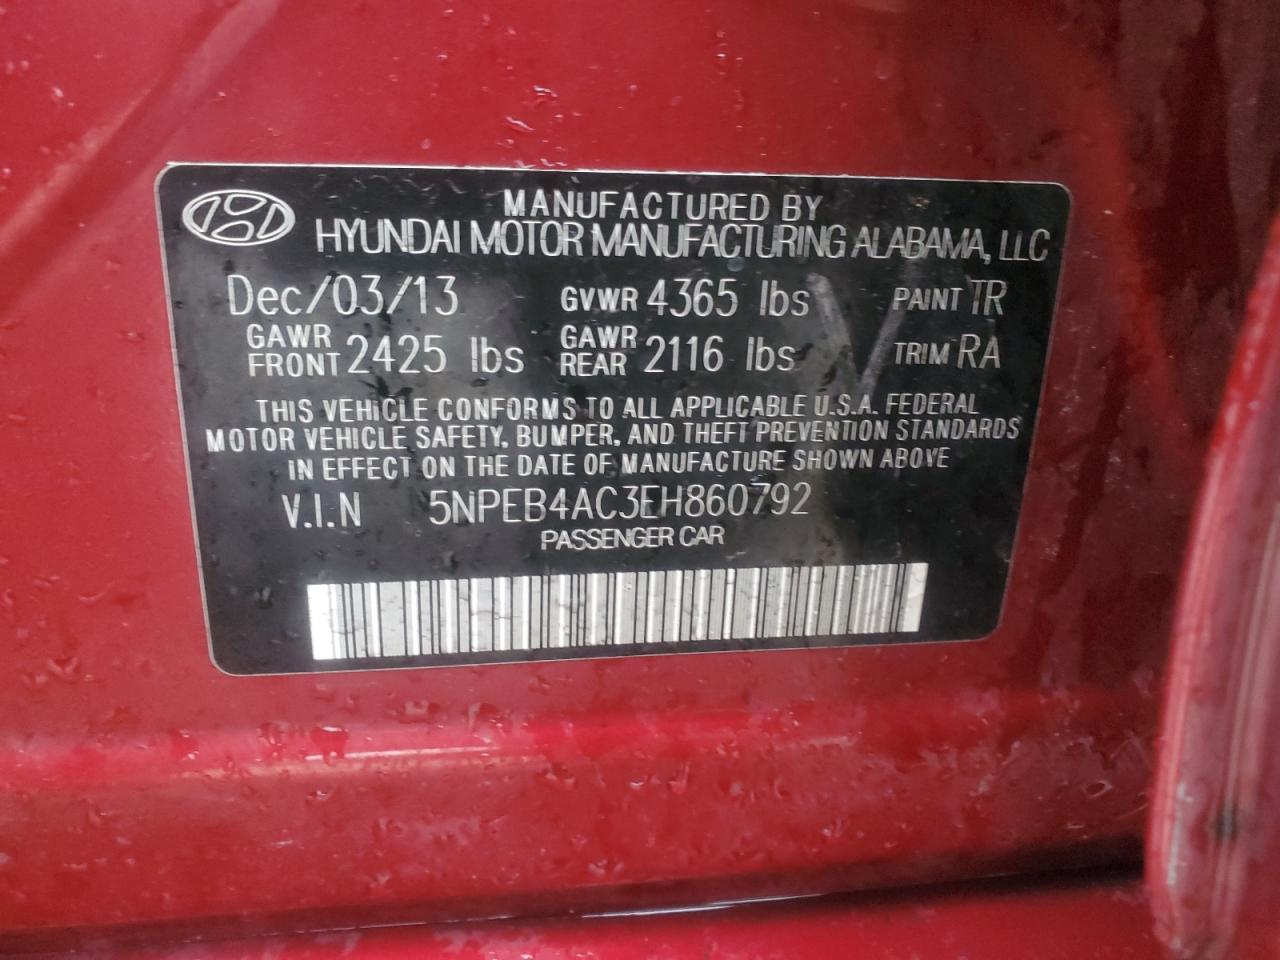 MANUFACTURED BY
HYUNDAI MOTOR MANUFACTURING ALABAMA, LLC
Dec/03/13 GVWR 4365 lbs PAINT TR
GAWR FRONT 2425 lbs GAWR REAR 2116 lbs TRIM RA
THIS VEHICLE CONFORMS TO ALL APPLICABLE U.S.A. FEDERAL
MOTOR VEHICLE SAFETY, BUMPER, AND THEFT PREVENTION STANDARDS
IN EFFECT ON THE DATE OF MANUFACTURE SHOWN ABOVE
V.I.N 5NPEB4AC3EH860792
PASSENGER CAR